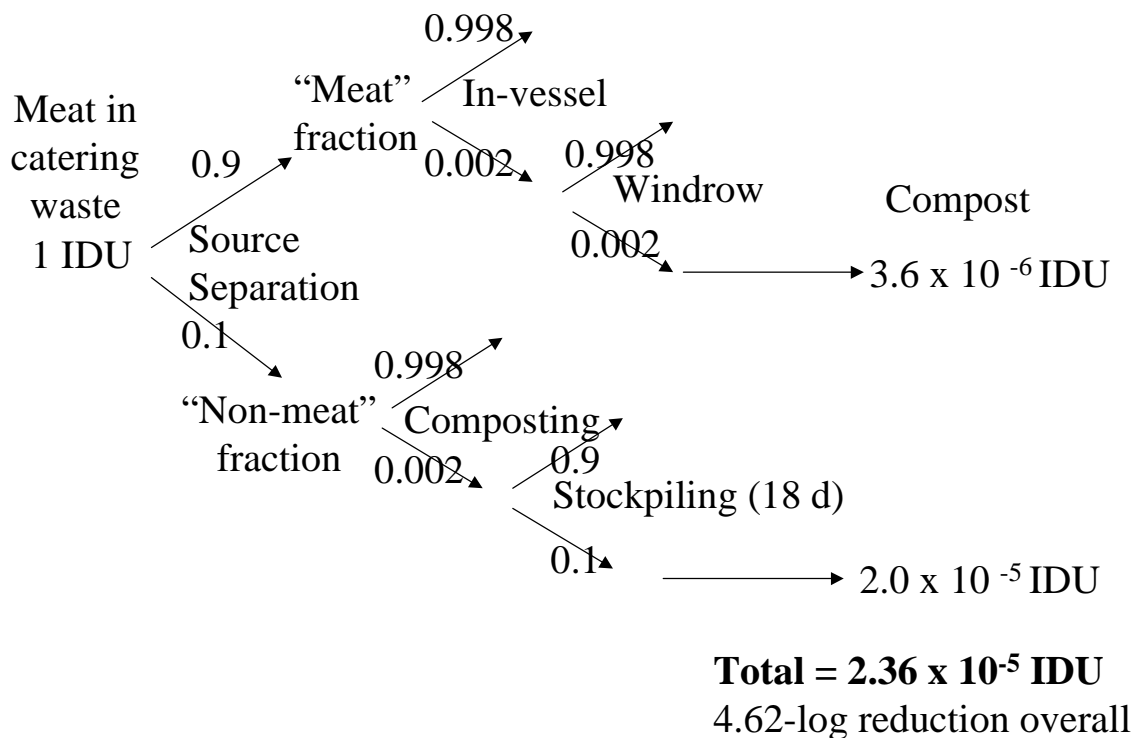 0.998
“Meat”
fraction
In-vessel
0.002
Meat in
catering
waste
1 IDU
0.9
Source
Separation
0.1
0.998
Windrow
0.002
Compost
3.6 x 10 -6 IDU
“Non-meat”
fraction
0.998
Composting
0.002
0.9
Stockpiling (18 d)
0.1
2.0 x 10 -5 IDU
Total = 2.36 x 10-5 IDU
4.62-log reduction overall